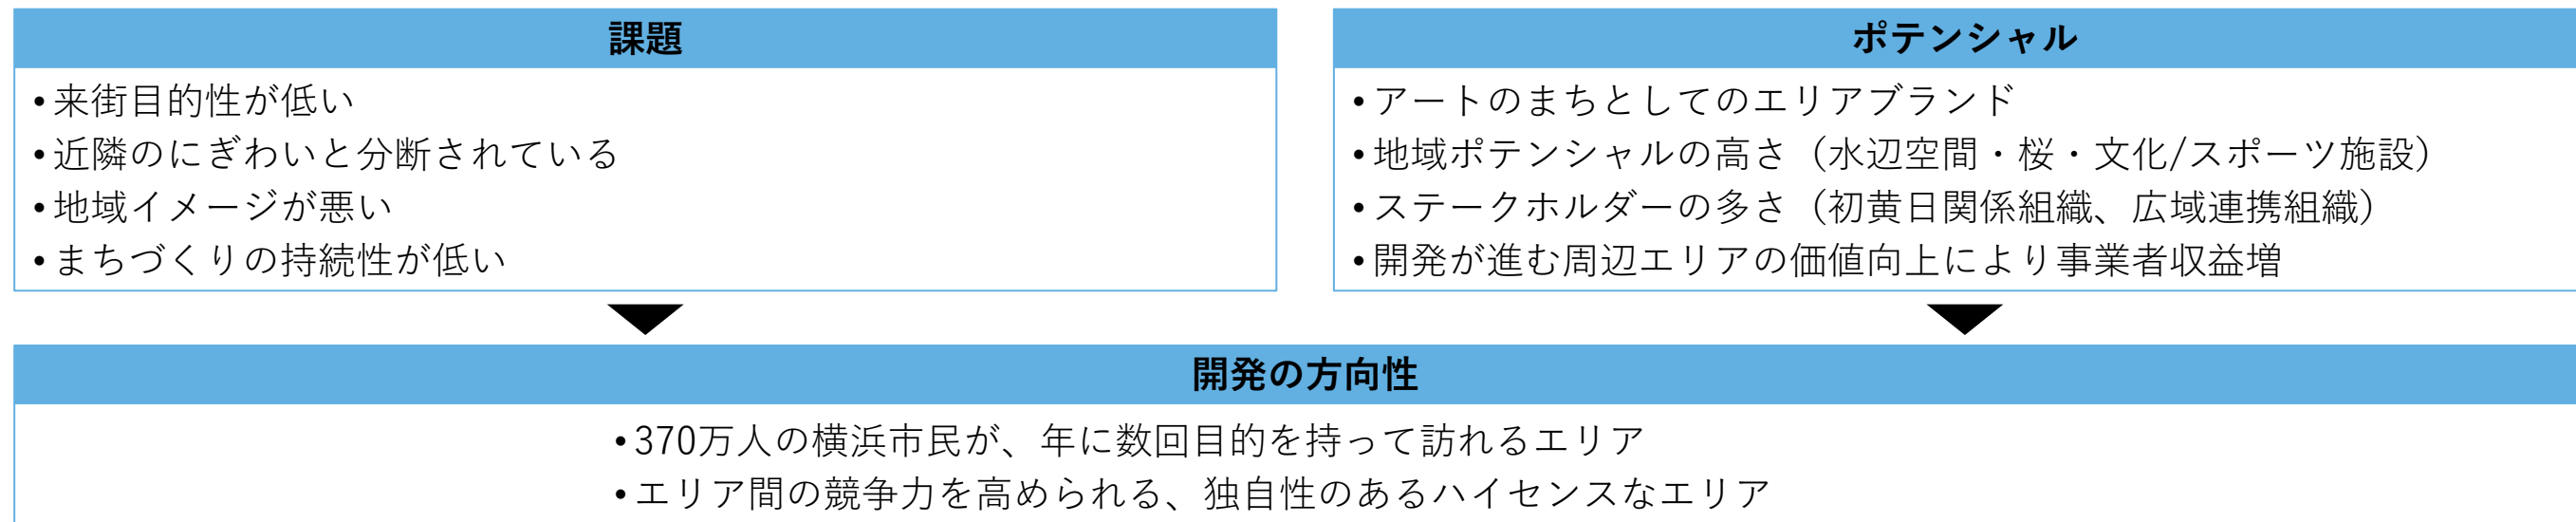 課題
•来街目的性が低い
•近隣のにぎわいと分断されている
•地域イメージが悪い
•まちづくりの持続性が低い
ポテンシャル
•アートのまちとしてのエリアブランド
•地域ポテンシャルの高さ（水辺空間・桜・文化/スポーツ施設）
•ステークホルダーの多さ（初黄日関係組織、広域連携組織）
•開発が進む周辺エリアの価値向上により事業者収益増
開発の方向性
•370万人の横浜市民が、年に数回目的を持って訪れるエリア
•エリア間の競争力を高められる、独自性のあるハイセンスなエリア